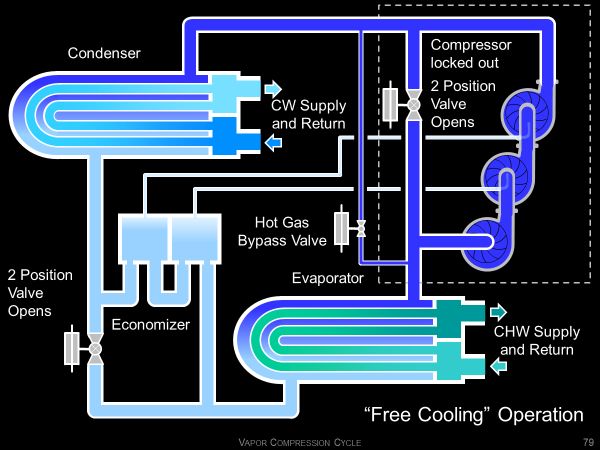 Condenser
Compressor
locked out
2 Position
Valve
Opens
CW Supply
and Return
Hot Gas
Bypass Valve
2 Position
Valve
Opens
Evaporator
Economizer
CHW Supply
and Return
“Free Cooling” Operation
VAPOR COMPRESSION CYCLE
79